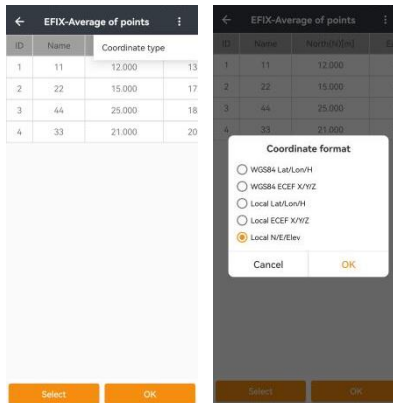 ← EFIX-Average of points ⋮
ID Name Coordinate type
1 11 12.000 13
2 22 15.000 17
3 44 25.000 18
4 33 21.000 20
Select OK
← EFIX-Average of points ⋮
ID Name North(N)[m]
1 11 12.000
2 22 15.000
3 44 25.000
4 33 21.000
Coordinate format
WGS84 Lat/Lon/H
WGS84 ECEF X/Y/Z
Local Lat/Lon/H
Local ECEF X/Y/Z
Local N/E/Elev
Cancel OK
Select OK